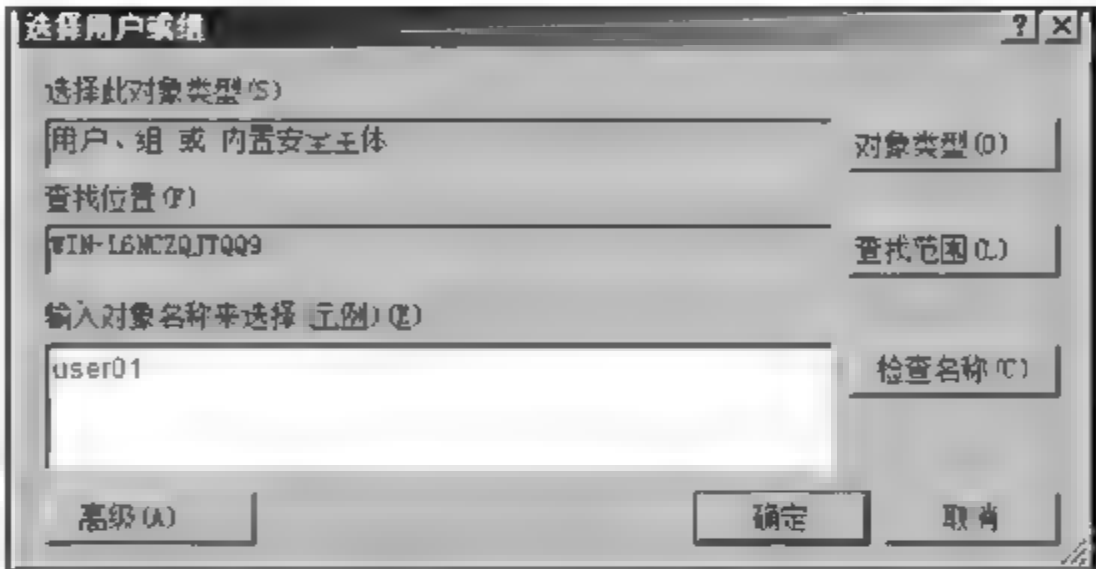 选择用户或组
选择此对象类型(S)
用户、组 或 内置安全主体
对象类型(O)
查找位置(F)
WIN-L6MCZQJTQQ9
查找范围(L)
输入对象名称来选择(示例)(E)
user01
检查名称(C)
高级(A)
确定
取消